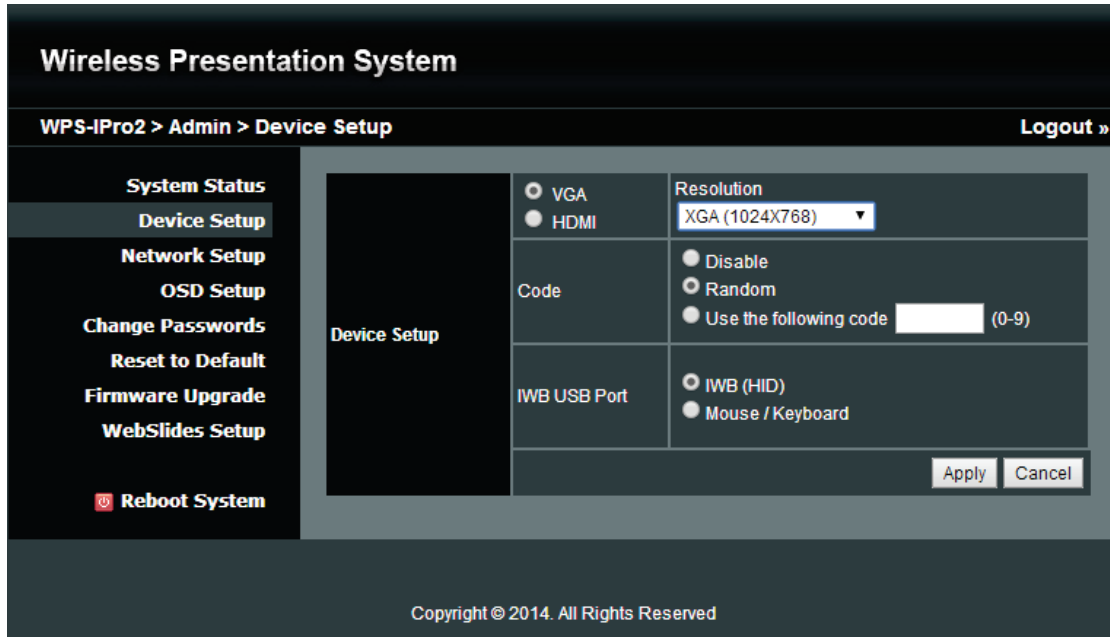 Wireless Presentation System
WPS-IPro2 > Admin > Device Setup
Logout »
System Status
Device Setup
Network Setup
OSD Setup
Change Passwords
Reset to Default
Firmware Upgrade
WebSlides Setup
Reboot System
Device Setup
VGA
HDMI
Resolution
XGA (1024X768)
Code
Disable
Random
Use the following code (0-9)
IWB USB Port
IWB (HID)
Mouse / Keyboard
Apply Cancel
Copyright © 2014. All Rights Reserved